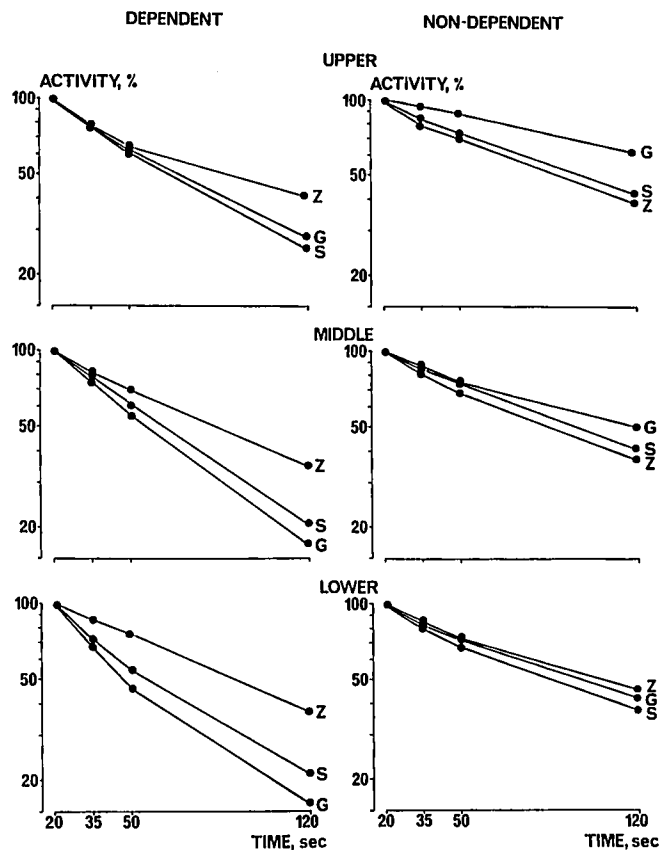 DEPENDENT NON-DEPENDENT
UPPER
ACTIVITY, % ACTIVITY, %
100 100
50 50
20 20
Z G S
G S Z
MIDDLE
100 100
50 50
20 20
Z S G
G S Z
LOWER
100 100
50 50
20 20
Z S G
Z G S
20 35 50 120 20 35 50 120
TIME, sec TIME, sec